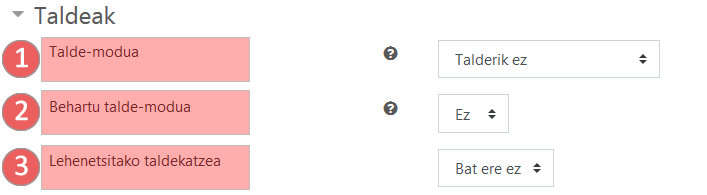 Taldeak
1 Talde-modua Talderik ez
2 Behartu talde-modua Ez
3 Lehenetsitako taldekatzea Bat ere ez